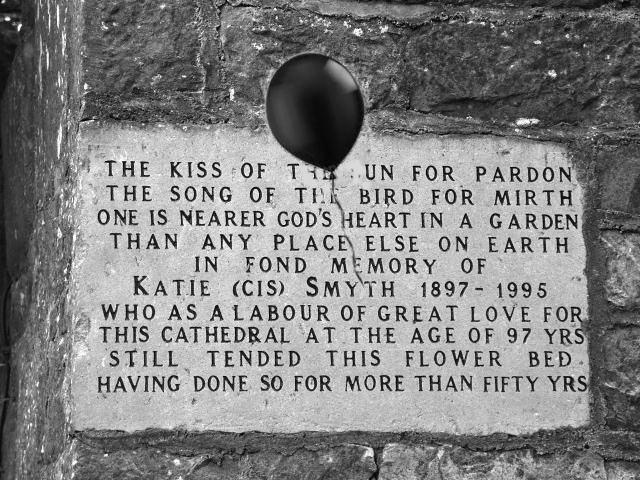 THE KISS OF THE FOR PARDON
THE SONG OF THE BIRD FOR MIRTH
ONE IS NEARER GOD'S HEART IN A GARDEN
THAN ANY PLACE ELSE ON EARTH
IN FOND MEMORY OF
KATIE (CIS) SMYTH 1897-1995
WHO AS A LABOUR OF GREAT LOVE FOR
THIS CATHEDRAL AT THE AGE OF 97 YRS
STILL TENDED THIS FLOWER BED
HAVING DONE SO FOR MORE THAN FIFTY YRS